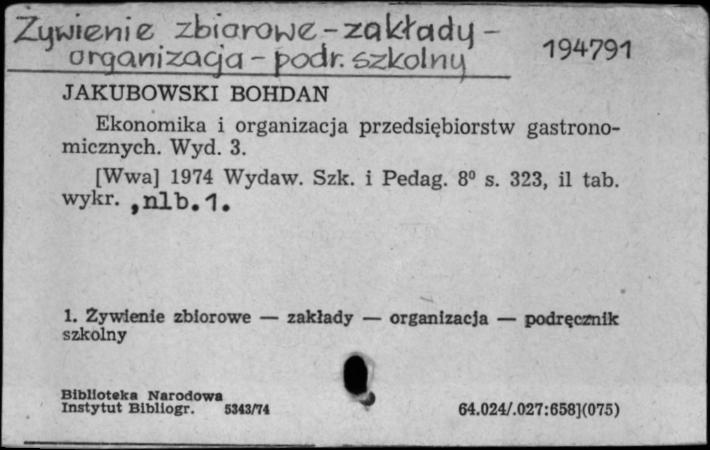 Żywienie zbiorowe - zakłady -
organizacja - podr. szkolny
194791
JAKUBOWSKI BOHDAN
Ekonomika i organizacja przedsiębiorstw gastrono-
micznych. Wyd. 3.
[Wwa] 1974 Wydaw. Szk. i Pedag. 8⁰ s. 323, il tab.
wykr. , nlb. 1.
1. Żywienie zbiorowe — zakłady — organizacja — podręcznik
szkolny
Biblioteka Narodowa
Instytut Bibliogr. 5343/74
64.024/.027:658](075)